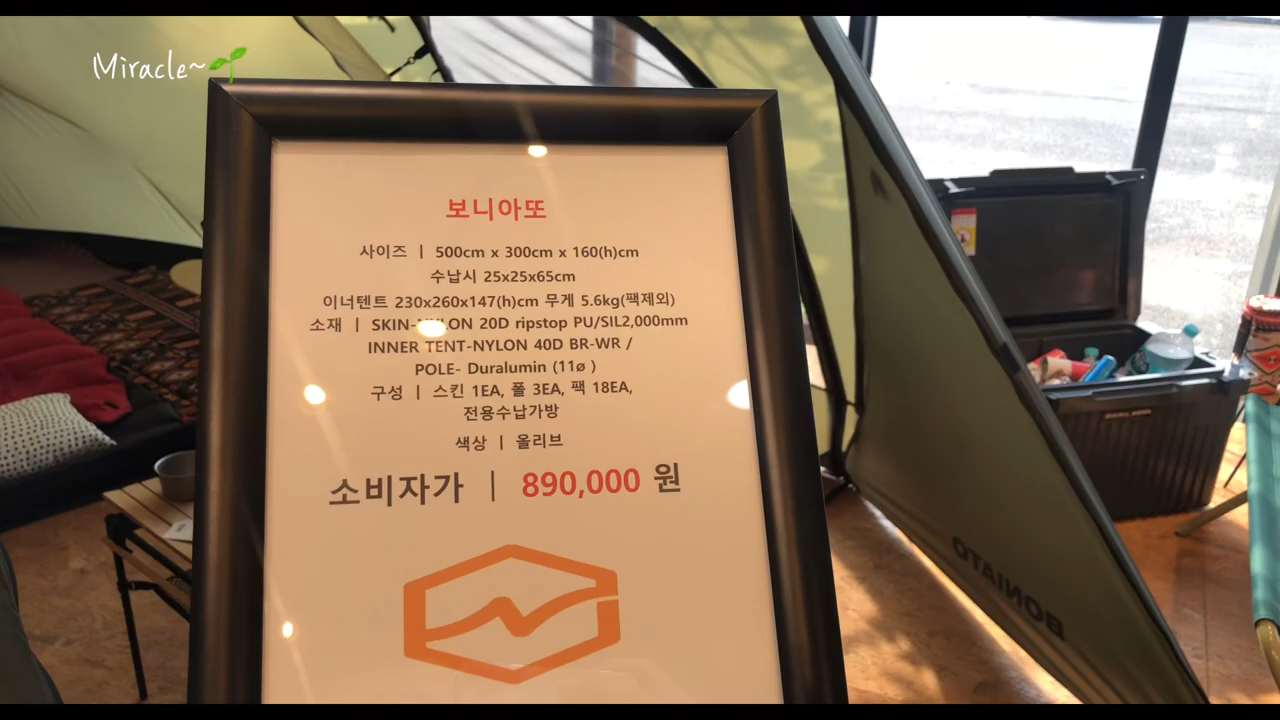 Miracle~
보니아또
사이즈 | 500cm x 300cm x 160(h)cm
수납시 25x25x65cm
이너텐트 230x260x147(h)cm 무게 5.6kg(팩제외)
소재 | SKIN-NYLON 20D ripstop PU/SIL2,000mm
INNER TENT-NYLON 40D BR-WR /
POLE- Duralumin (11ø )
구성 | 스킨 1EA, 폴 3EA, 팩 18EA,
전용수납가방
색상 | 올리브
소비자가 | 890,000 원
BONIATO